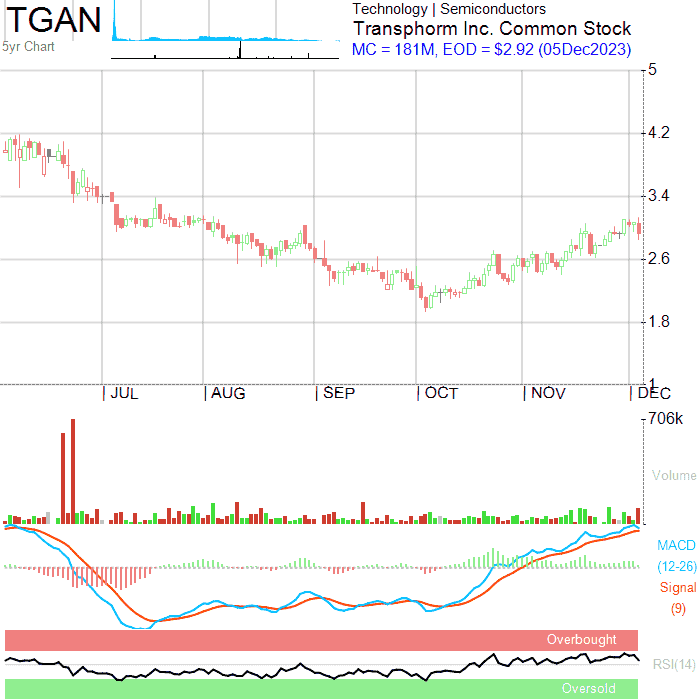 TGAN
5yr Chart
Technology | Semiconductors
Transphorm Inc. Common Stock
MC = 181M, EOD = $2.92 (05Dec2023)
5
4.2
3.4
2.6
1.8
1
JUL
AUG
SEP
OCT
NOV
DEC
706k
Volume
MACD
(12-26)
Signal
(9)
Overbought
RSI(14)
Oversold